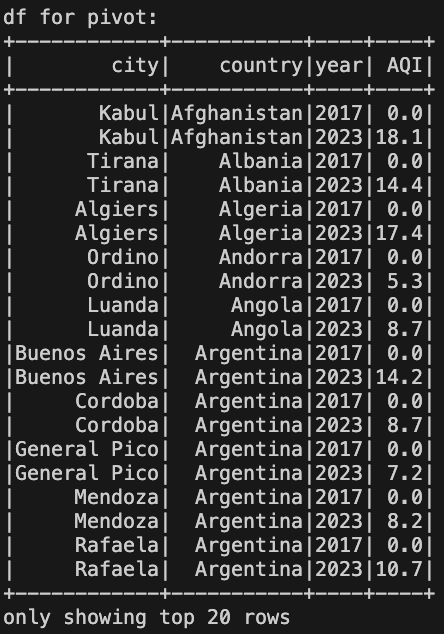 df for pivot:
+------------+-----------+----+----+
|        city|    country|year| AQI|
+------------+-----------+----+----+
|       Kabul|Afghanistan|2017| 0.0|
|       Kabul|Afghanistan|2023|18.1|
|      Tirana|    Albania|2017| 0.0|
|      Tirana|    Albania|2023|14.4|
|     Algiers|    Algeria|2017| 0.0|
|     Algiers|    Algeria|2023|17.4|
|      Ordino|    Andorra|2017| 0.0|
|      Ordino|    Andorra|2023| 5.3|
|      Luanda|     Angola|2017| 0.0|
|      Luanda|     Angola|2023| 8.7|
|Buenos Aires|  Argentina|2017| 0.0|
|Buenos Aires|  Argentina|2023|14.2|
|     Cordoba|  Argentina|2017| 0.0|
|     Cordoba|  Argentina|2023| 8.7|
|General Pico|  Argentina|2017| 0.0|
|General Pico|  Argentina|2023| 7.2|
|     Mendoza|  Argentina|2017| 0.0|
|     Mendoza|  Argentina|2023| 8.2|
|     Rafaela|  Argentina|2017| 0.0|
|     Rafaela|  Argentina|2023|10.7|
+------------+-----------+----+----+
only showing top 20 rows